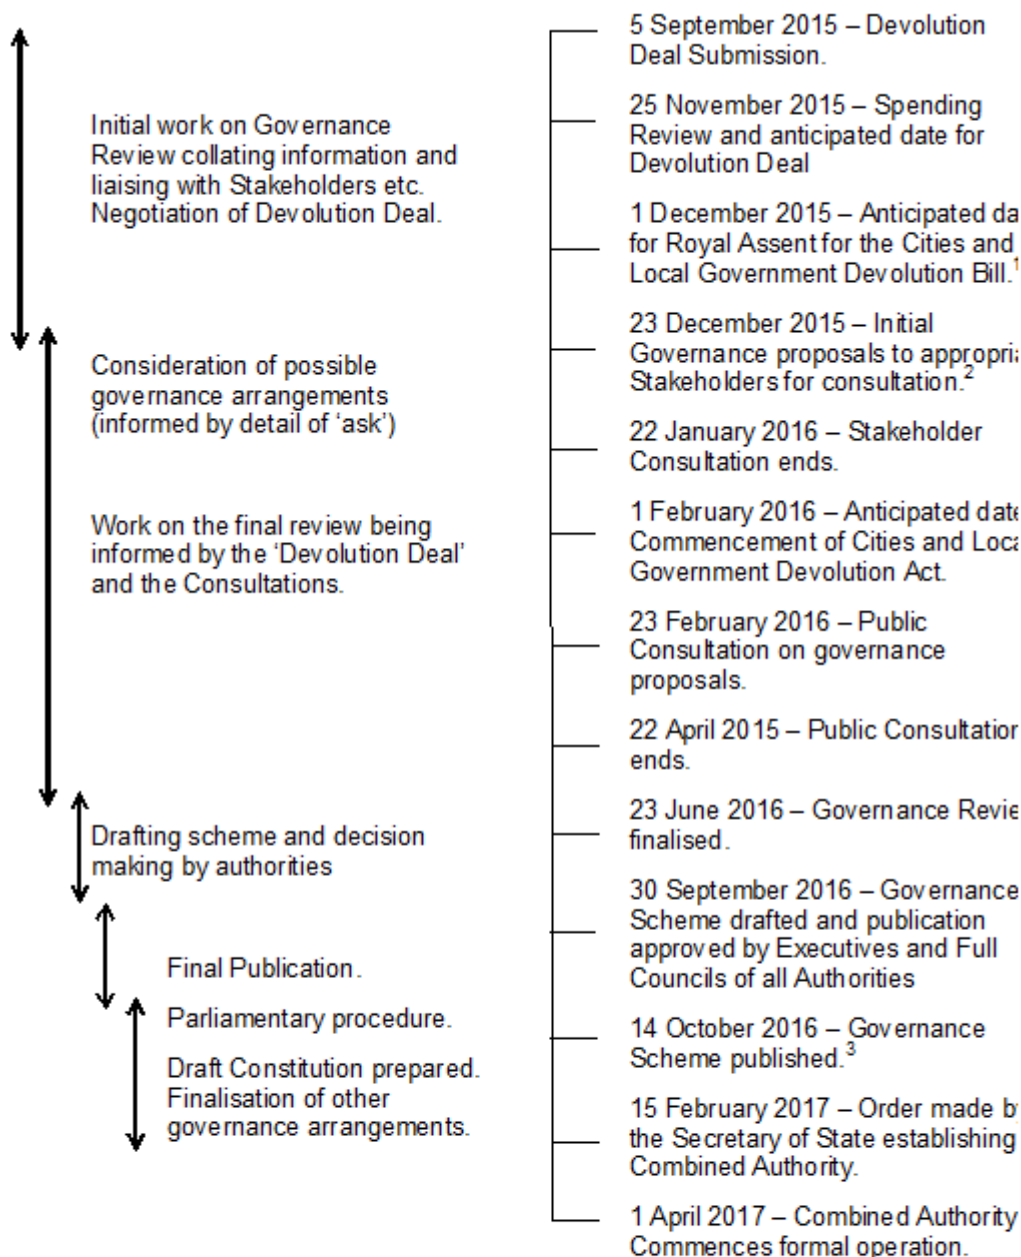 Initial work on Governance
Review collating information and
liaising with Stakeholders etc.
Negotiation of Devolution Deal.
Consideration of possible
governance arrangements
(informed by detail of ‘ask’)
Work on the final review being
informed by the ‘Devolution Deal’
and the Consultations.
Drafting scheme and decision
making by authorities
Final Publication.
Parliamentary procedure.
Draft Constitution prepared.
Finalisation of other
governance arrangements.
5 September 2015 – Devolution
Deal Submission.
25 November 2015 – Spending
Review and anticipated date for
Devolution Deal
1 December 2015 – Anticipated da
for Royal Assent for the Cities and
Local Government Devolution Bill.1
23 December 2015 – Initial
Governance proposals to appropria
Stakeholders for consultation.2
22 January 2016 – Stakeholder
Consultation ends.
1 February 2016 – Anticipated date
Commencement of Cities and Loca
Government Devolution Act.
23 February 2016 – Public
Consultation on governance
proposals.
22 April 2015 – Public Consultation
ends.
23 June 2016 – Governance Revie
finalised.
30 September 2016 – Governance
Scheme drafted and publication
approved by Executives and Full
Councils of all Authorities
14 October 2016 – Governance
Scheme published.3
15 February 2017 – Order made by
the Secretary of State establishing
Combined Authority.
1 April 2017 – Combined Authority
Commences formal operation.